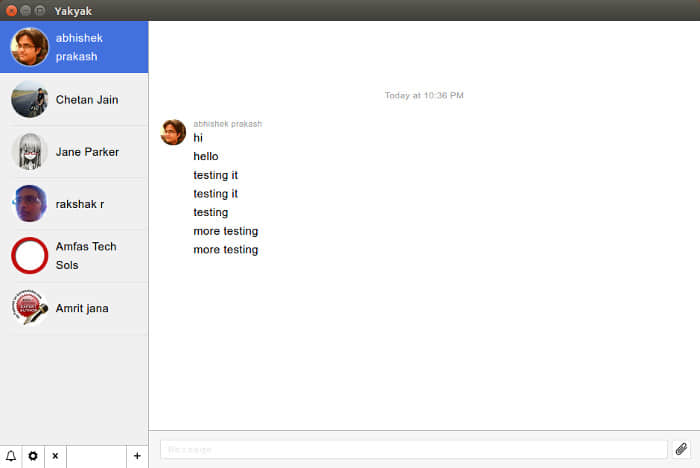 Yakyak
abhishek
prakash
Chetan Jain
Jane Parker
rakshak r
Amfas Tech
Sols
Amrit jana
Today at 10:36 PM
abhishek prakash
hi
hello
testing it
testing it
testing
more testing
more testing
Message